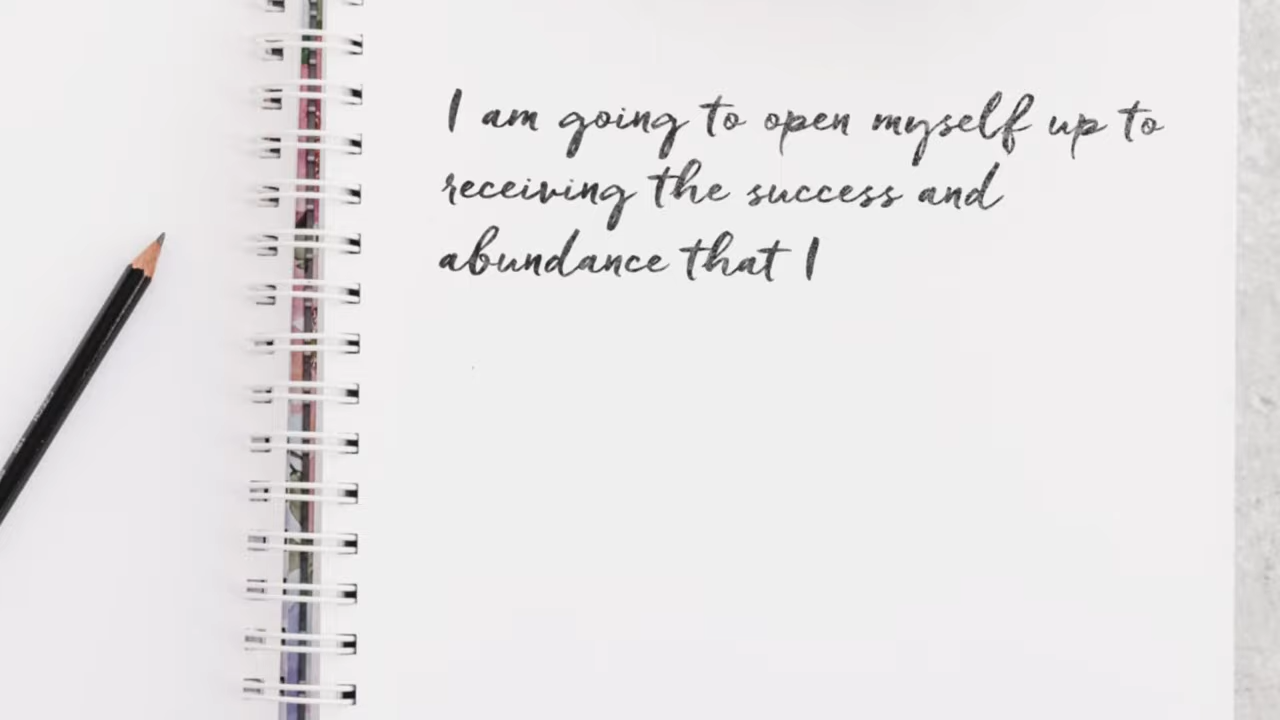 I am going to open myself up to
receiving the success and
abundance that I